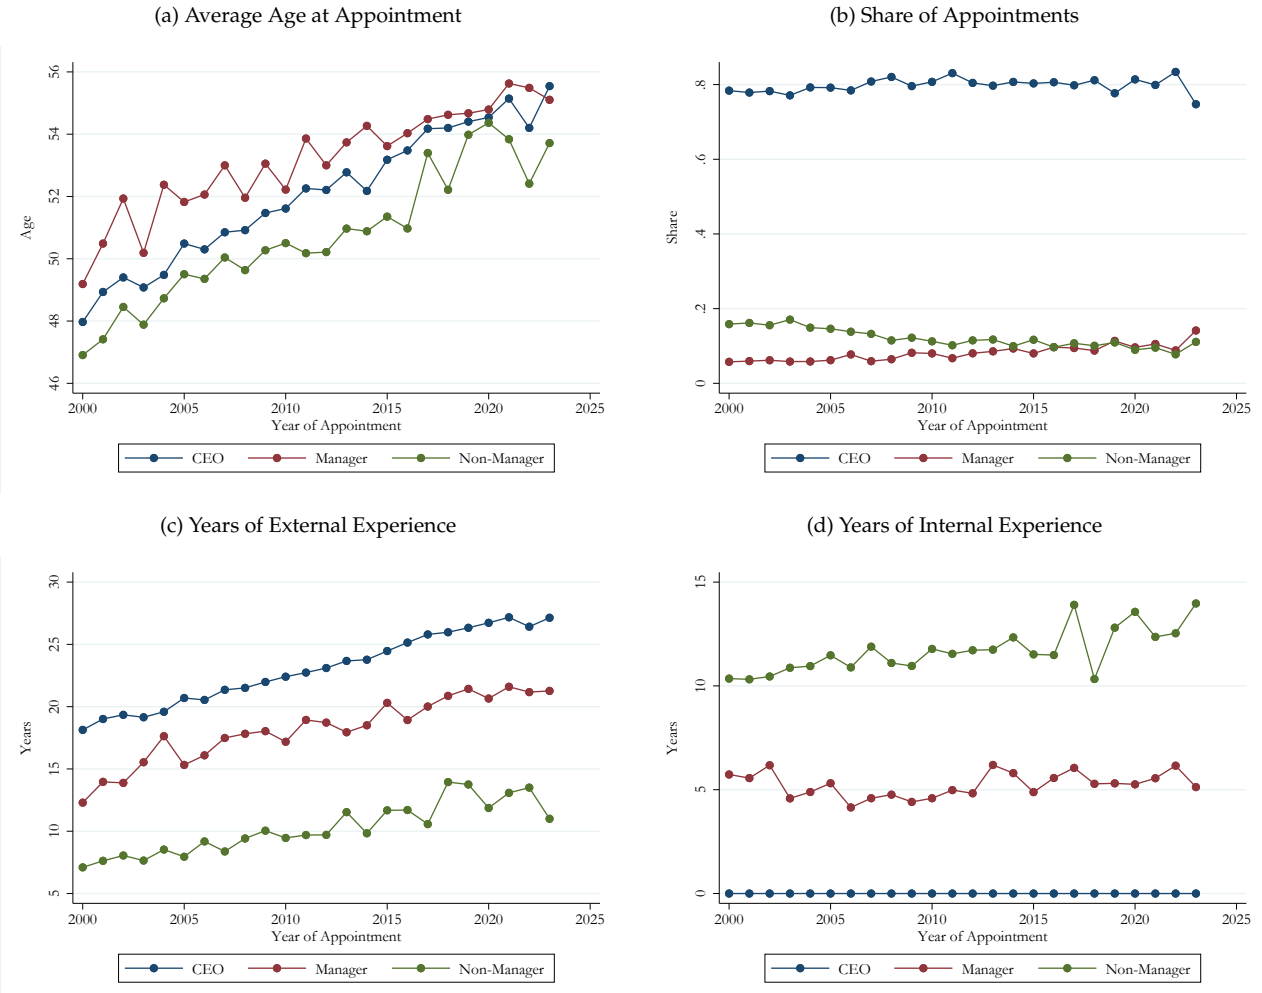 (a) Average Age at Appointment
56
54
52
50
48
46
Age
2000 2005 2010 2015 2020 2025
Year of Appointment
CEO Manager Non-Manager
(b) Share of Appointments
.8
.6
.4
.2
0
Share
2000 2005 2010 2015 2020 2025
Year of Appointment
CEO Manager Non-Manager
(c) Years of External Experience
30
25
20
15
10
5
Years
2000 2005 2010 2015 2020 2025
Year of Appointment
CEO Manager Non-Manager
(d) Years of Internal Experience
15
10
5
0
Years
2000 2005 2010 2015 2020 2025
Year of Appointment
CEO Manager Non-Manager